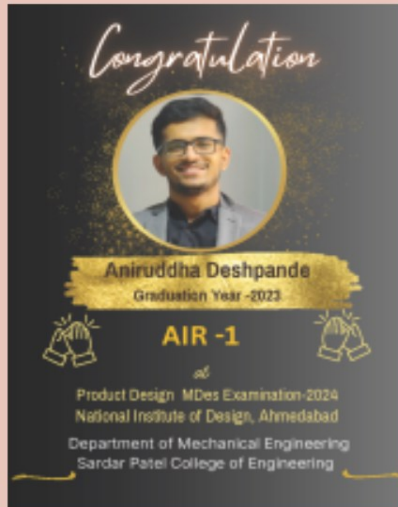 Congratulation
Aniruddha Deshpande
Graduation Year -2023
AIR -1
at
Product Design MDes Examination-2024
National Institute of Design, Ahmedabad
Department of Mechanical Engineering
Sardar Patel College of Engineering